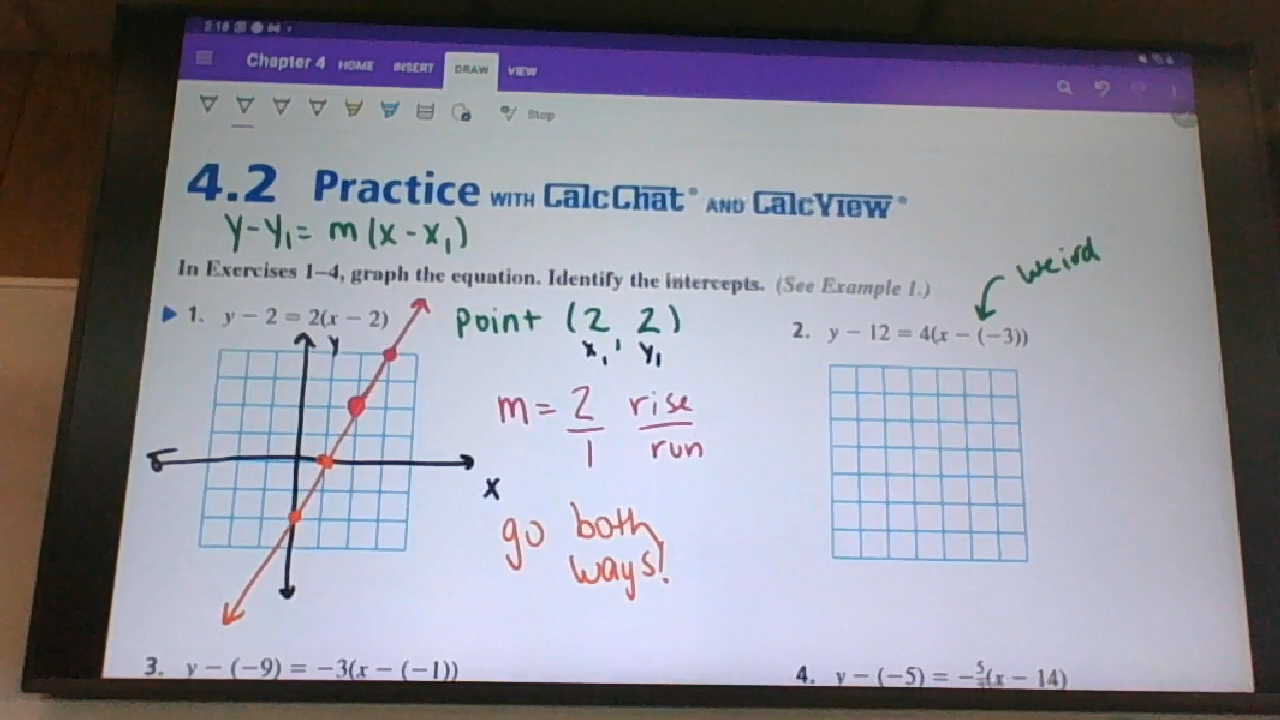 2:18
Chapter 4 HOME INSERT DRAW VIEW
Stop
4.2 Practice WITH CalcChat® AND CalcView®
y-y₁= m(x-x₁)
weird
In Exercises 1–4, graph the equation. Identify the intercepts. (See Example 1.)
1. y − 2 = 2(x − 2)
point (2, 2)
x₁, y₁
2. y − 12 = 4(x − (−3))
y
m = 2/1 rise/run
x
go both
ways!
3. y − (−9) = −3(x − (−1))
4. y − (−5) = − (x − 14)